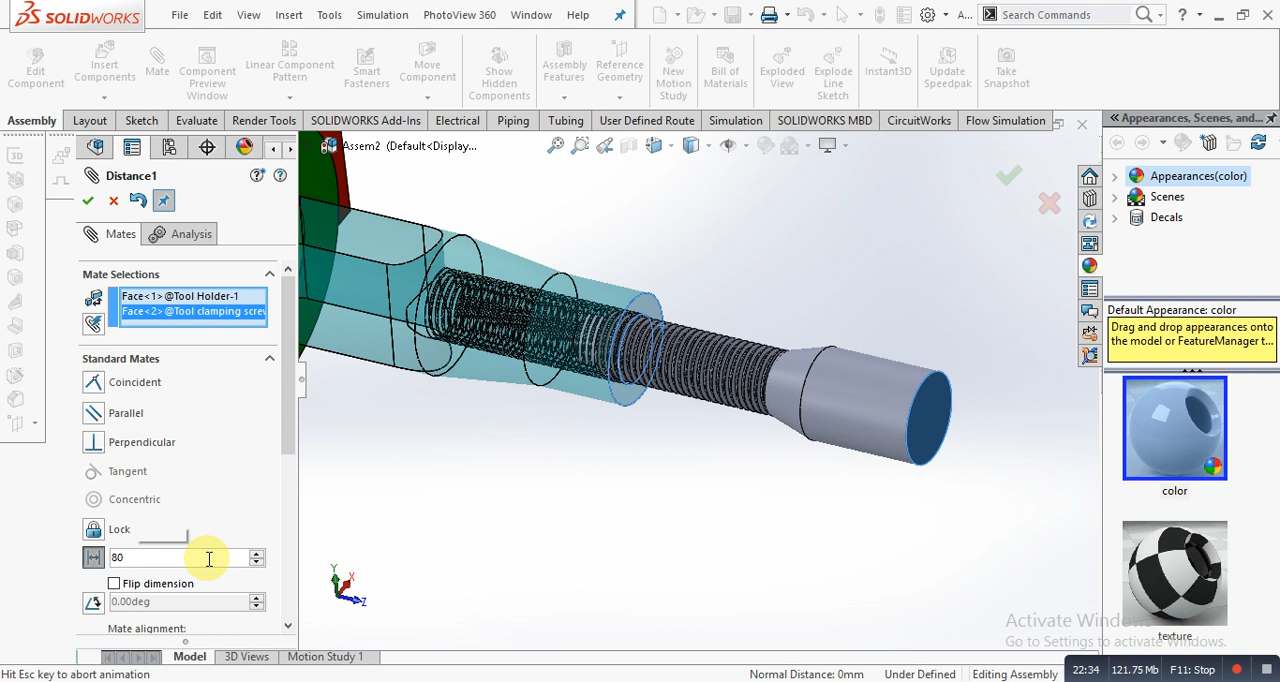 SOLIDWORKS
File Edit View Insert Tools Simulation PhotoView 360 Window Help
A...
Search Commands
Edit Component
Insert Components
Mate
Component Preview Window
Linear Component Pattern
Smart Fasteners
Move Component
Show Hidden Components
Assembly Features
Reference Geometry
New Motion Study
Bill of Materials
Exploded View
Explode Line Sketch
Instant3D
Update Speedpak
Take Snapshot
Assembly Layout Sketch Evaluate Render Tools SOLIDWORKS Add-Ins Electrical Piping Tubing User Defined Route Simulation SOLIDWORKS MBD CircuitWorks Flow Simulation
Appearances, Scenes, and...
Assem2 (Default<Display...
Distance1
Mates Analysis
Mate Selections
Face<1>@Tool Holder-1
Face<2>@Tool clamping screw
Standard Mates
Coincident
Parallel
Perpendicular
Tangent
Concentric
Lock
80
Flip dimension
0.00deg
Mate alignment:
Appearances(color)
Scenes
Decals
Default Appearance: color
Drag and drop appearances onto
the model or FeatureManager t...
color
texture
Y X Z
Activate Windows
Go to Settings to activate Windows.
Model 3D Views Motion Study 1
Hit Esc key to abort animation
Normal Distance: 0mm Under Defined Editing Assembly
22:34 121.75 Mb F11: Stop